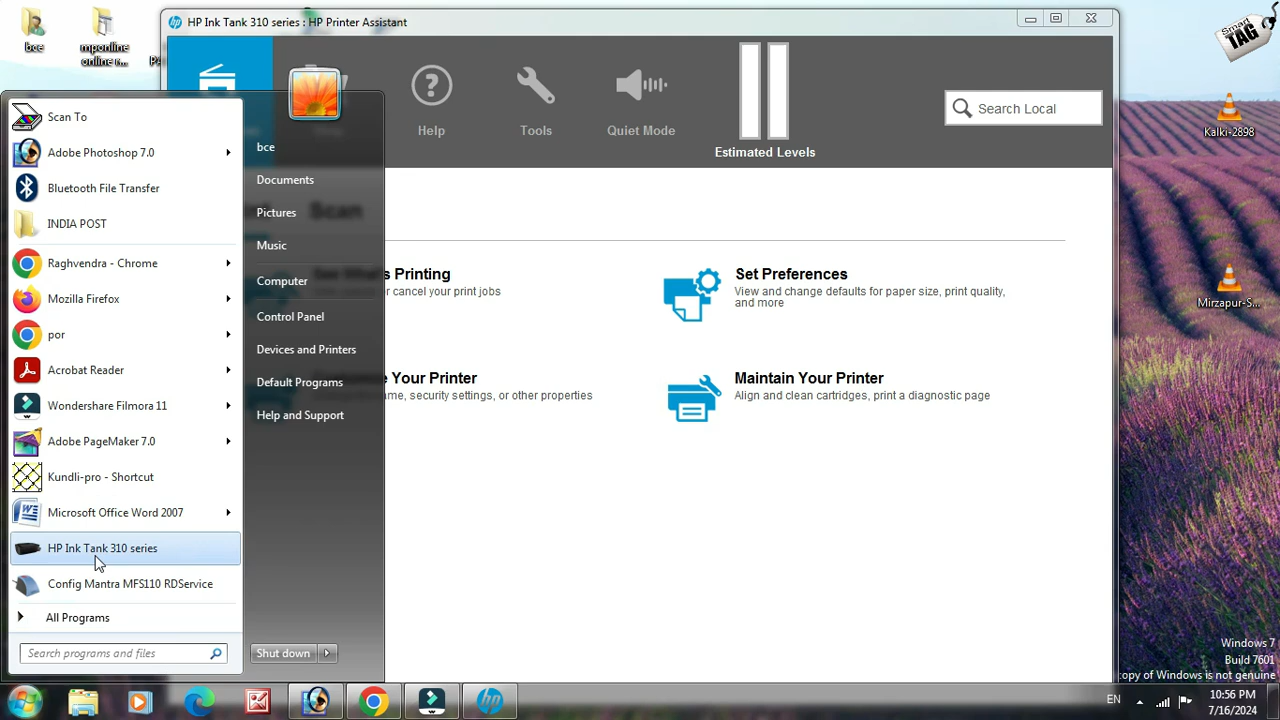 HP Ink Tank 310 series : HP Printer Assistant
bce
mponline
online r...
Smart
TAG
Help
Tools
Quiet Mode
Estimated Levels
Search Local
Kalki-2898
Mirzapur-S...
Scan
Printing
or cancel your print jobs
Set Preferences
View and change defaults for paper size, print quality,
and more
Your Printer
name, security settings, or other properties
Maintain Your Printer
Align and clean cartridges, print a diagnostic page
Scan To
Adobe Photoshop 7.0
Bluetooth File Transfer
INDIA POST
Raghvendra - Chrome
Mozilla Firefox
por
Acrobat Reader
Wondershare Filmora 11
Adobe PageMaker 7.0
Kundli-pro - Shortcut
Microsoft Office Word 2007
HP Ink Tank 310 series
Config Mantra MFS110 RDService
All Programs
Search programs and files
bce
Documents
Pictures
Music
Computer
Control Panel
Devices and Printers
Default Programs
Help and Support
Shut down
Windows 7
Build 7601
copy of Windows is not genuine
EN
10:56 PM
7/16/2024